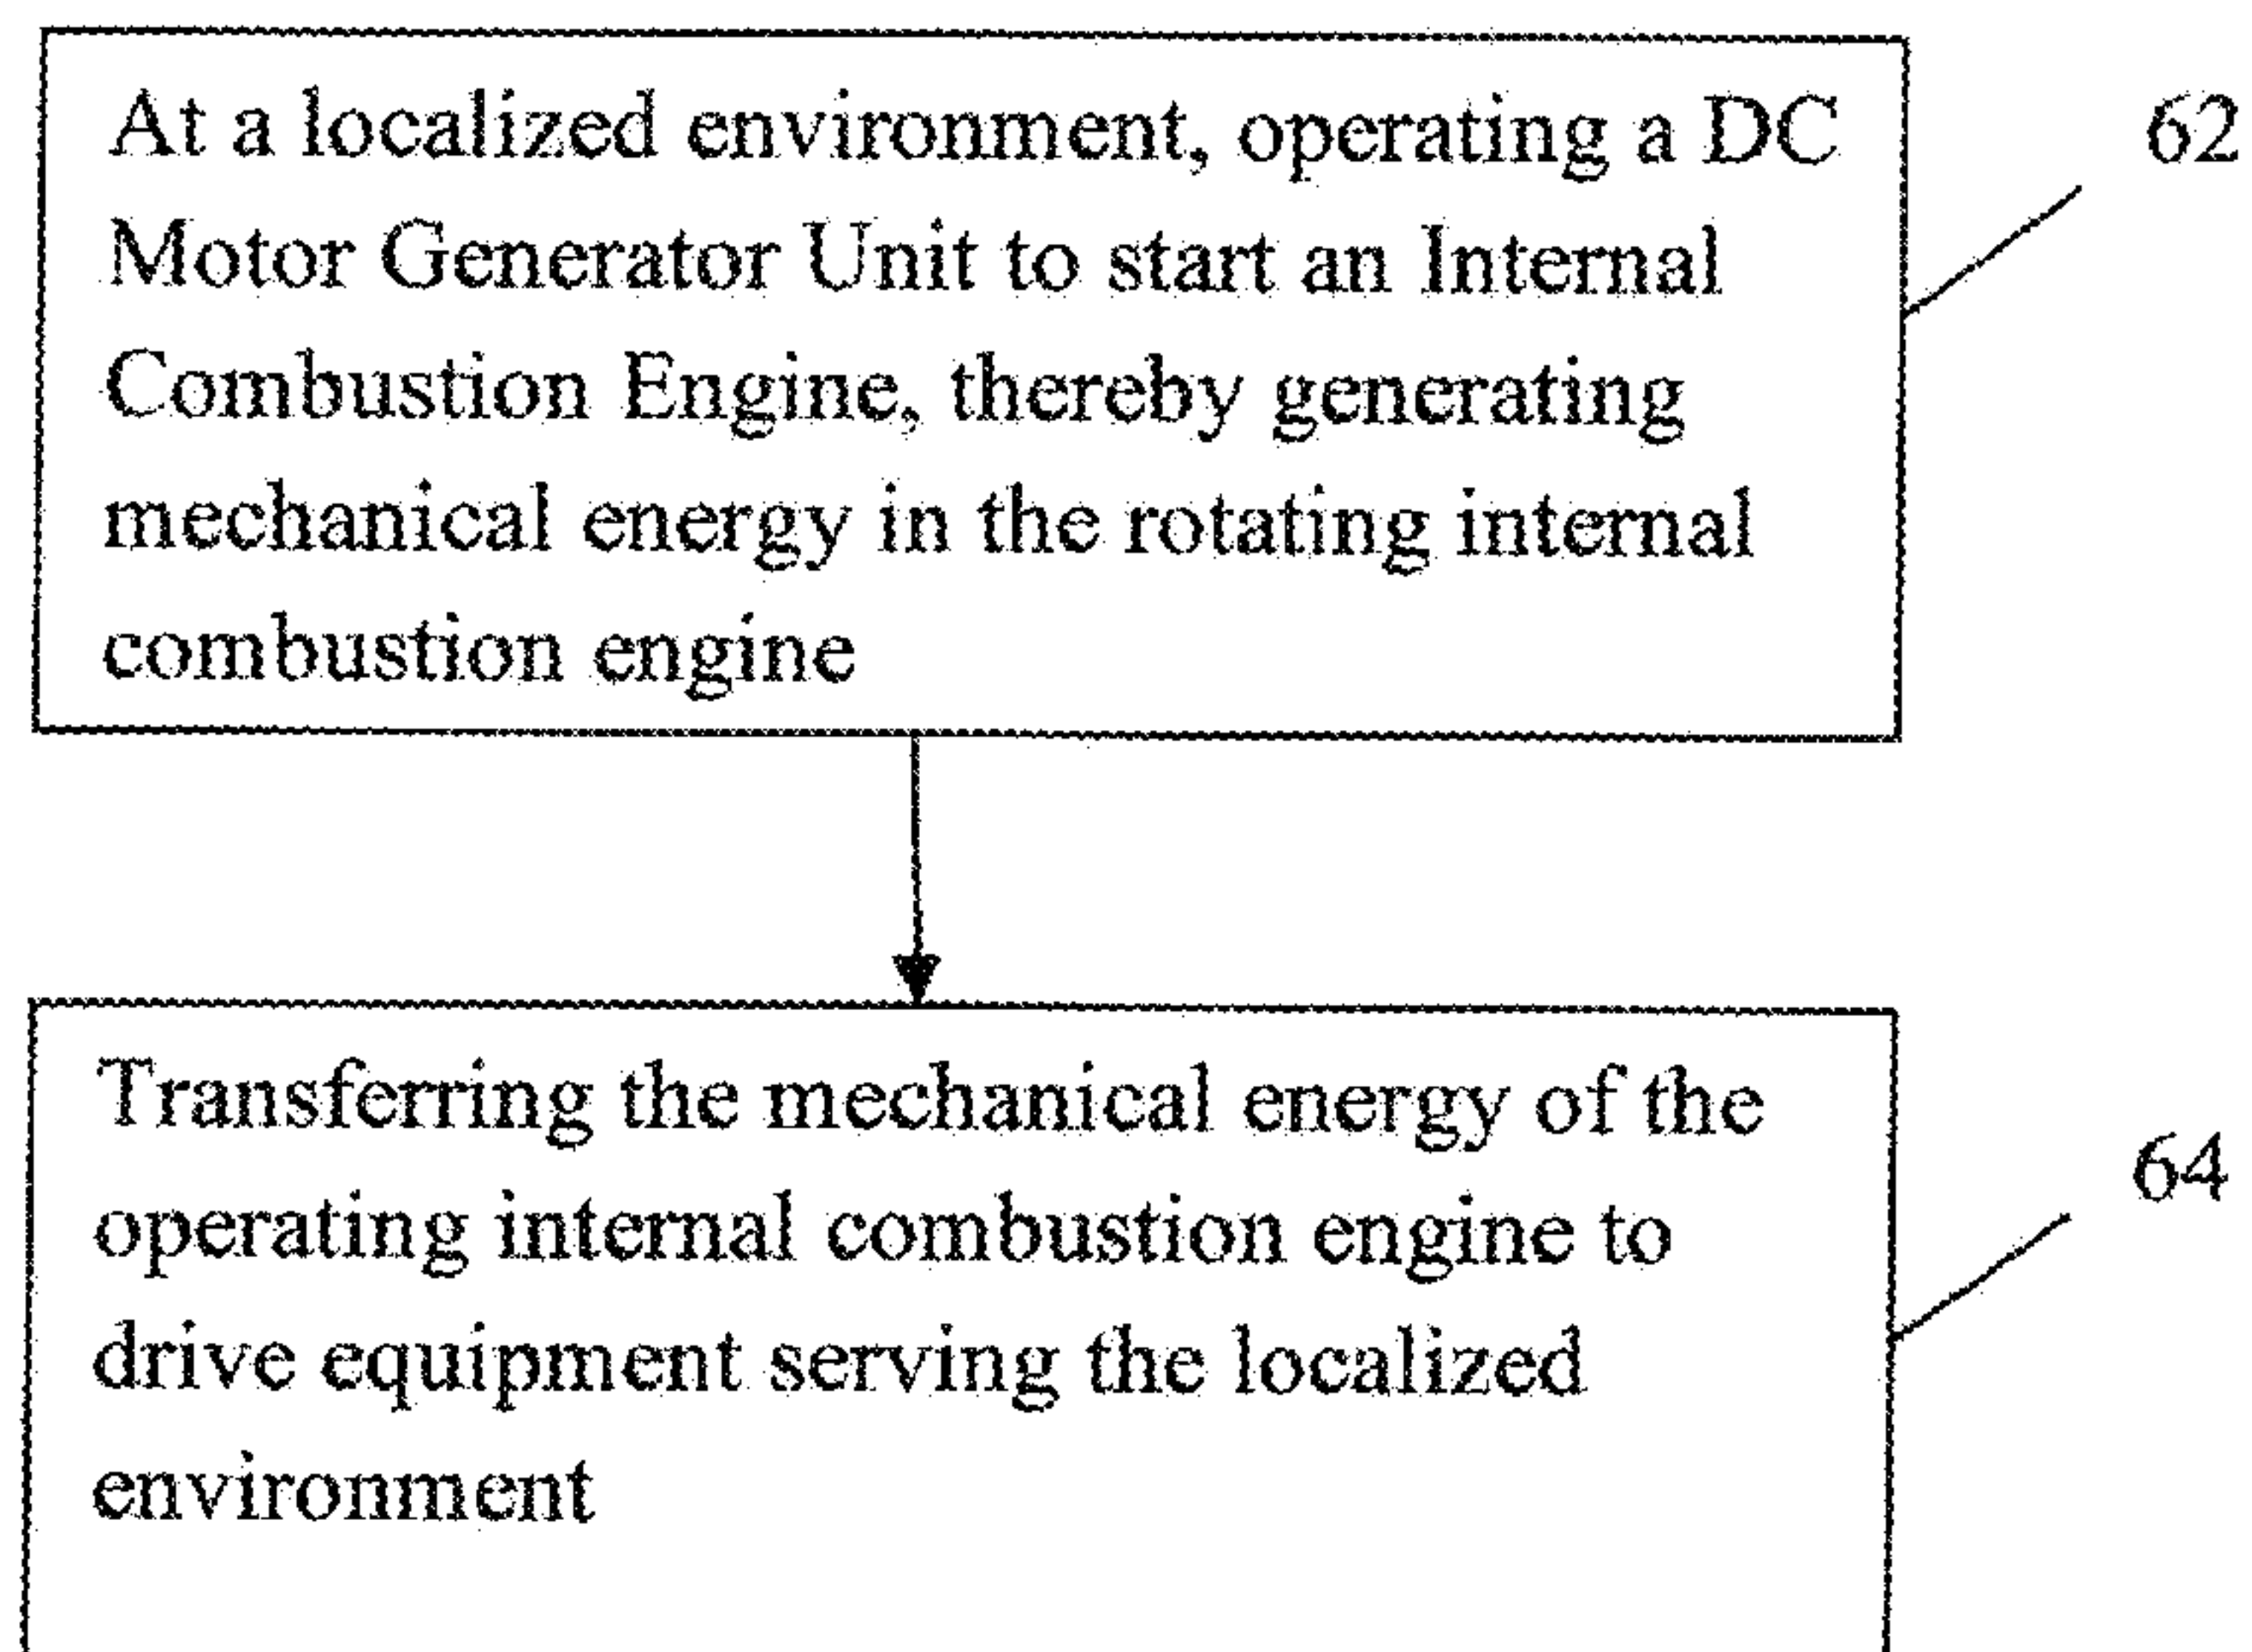 At a localized environment, operating a DC
Motor Generator Unit to start an Internal
Combustion Engine, thereby generating
mechanical energy in the rotating internal
combustion engine
62
Transferring the mechanical energy of the
operating internal combustion engine to
drive equipment serving the localized
environment
64